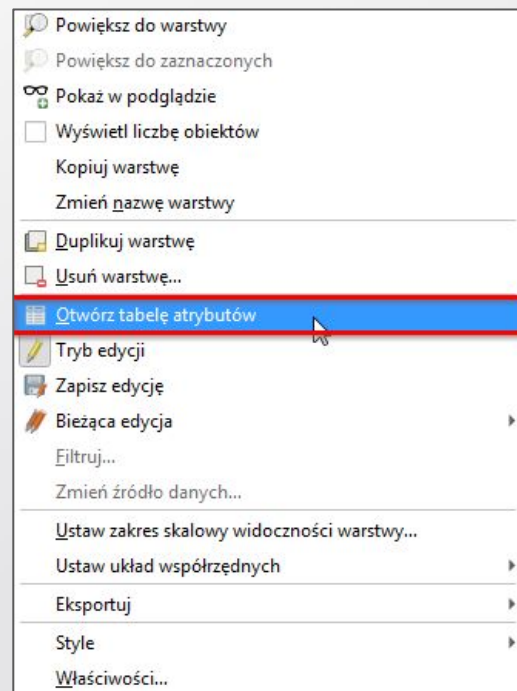 Powiększ do warstwy
Powiększ do zaznaczonych
Pokaż w podglądzie
Wyświetl liczbę obiektów
Kopiuj warstwę
Zmień nazwę warstwy
Duplikuj warstwę
Usuń warstwę...
Otwórz tabelę atrybutów
Tryb edycji
Zapisz edycję
Bieżąca edycja
Filtruj...
Zmień źródło danych...
Ustaw zakres skalowy widoczności warstwy...
Ustaw układ współrzędnych
Eksportuj
Style
Właściwości...